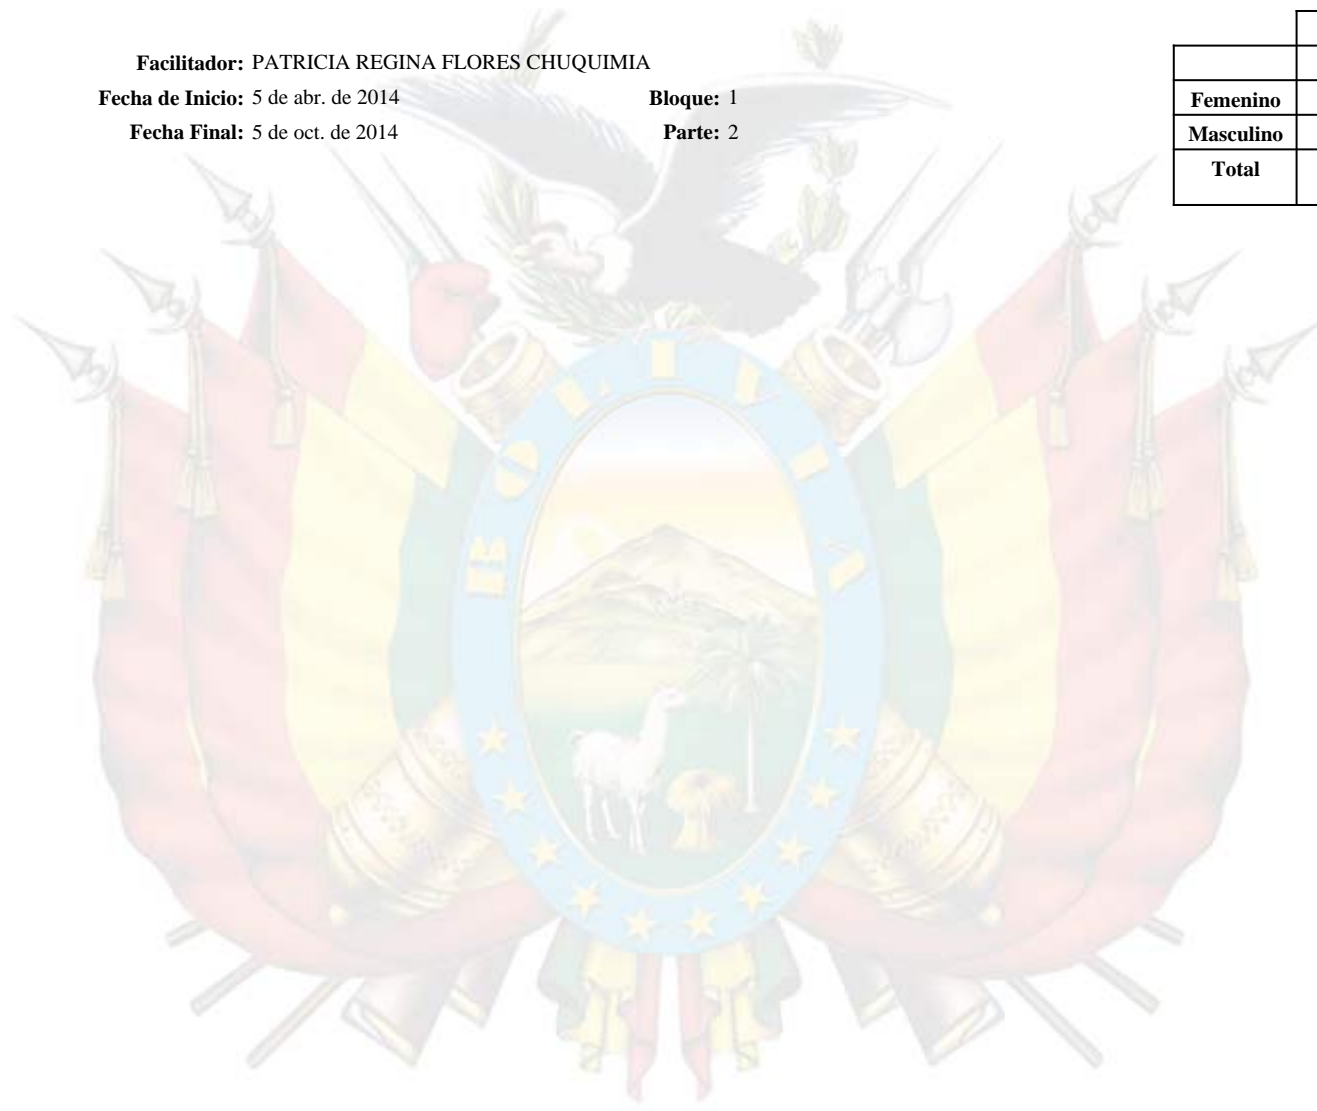 Facilitador: PATRICIA REGINA FLORES CHUQUIMIA
Fecha de Inicio: 5 de abr. de 2014 Bloque: 1
Fecha Final: 5 de oct. de 2014 Parte: 2
Femenino
Masculino
Total
BOLIVIA